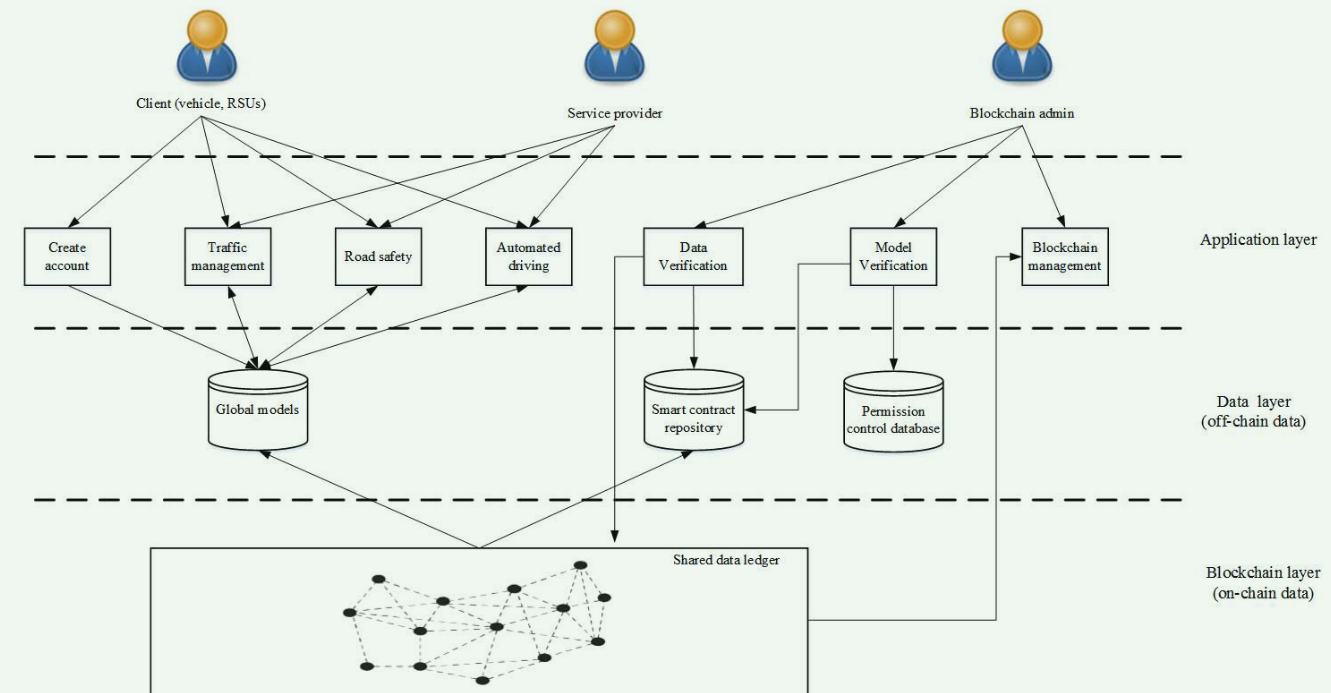 Client (vehicle, RSUs)
Service provider
Blockchain admin
Create
account
Traffic
management
Road safety
Automated
driving
Data
Verification
Model
Verification
Blockchain
management
Application layer
Global models
Smart contract
repository
Permission
control database
Data layer
(off-chain data)
Shared data ledger
Blockchain layer
(on-chain data)